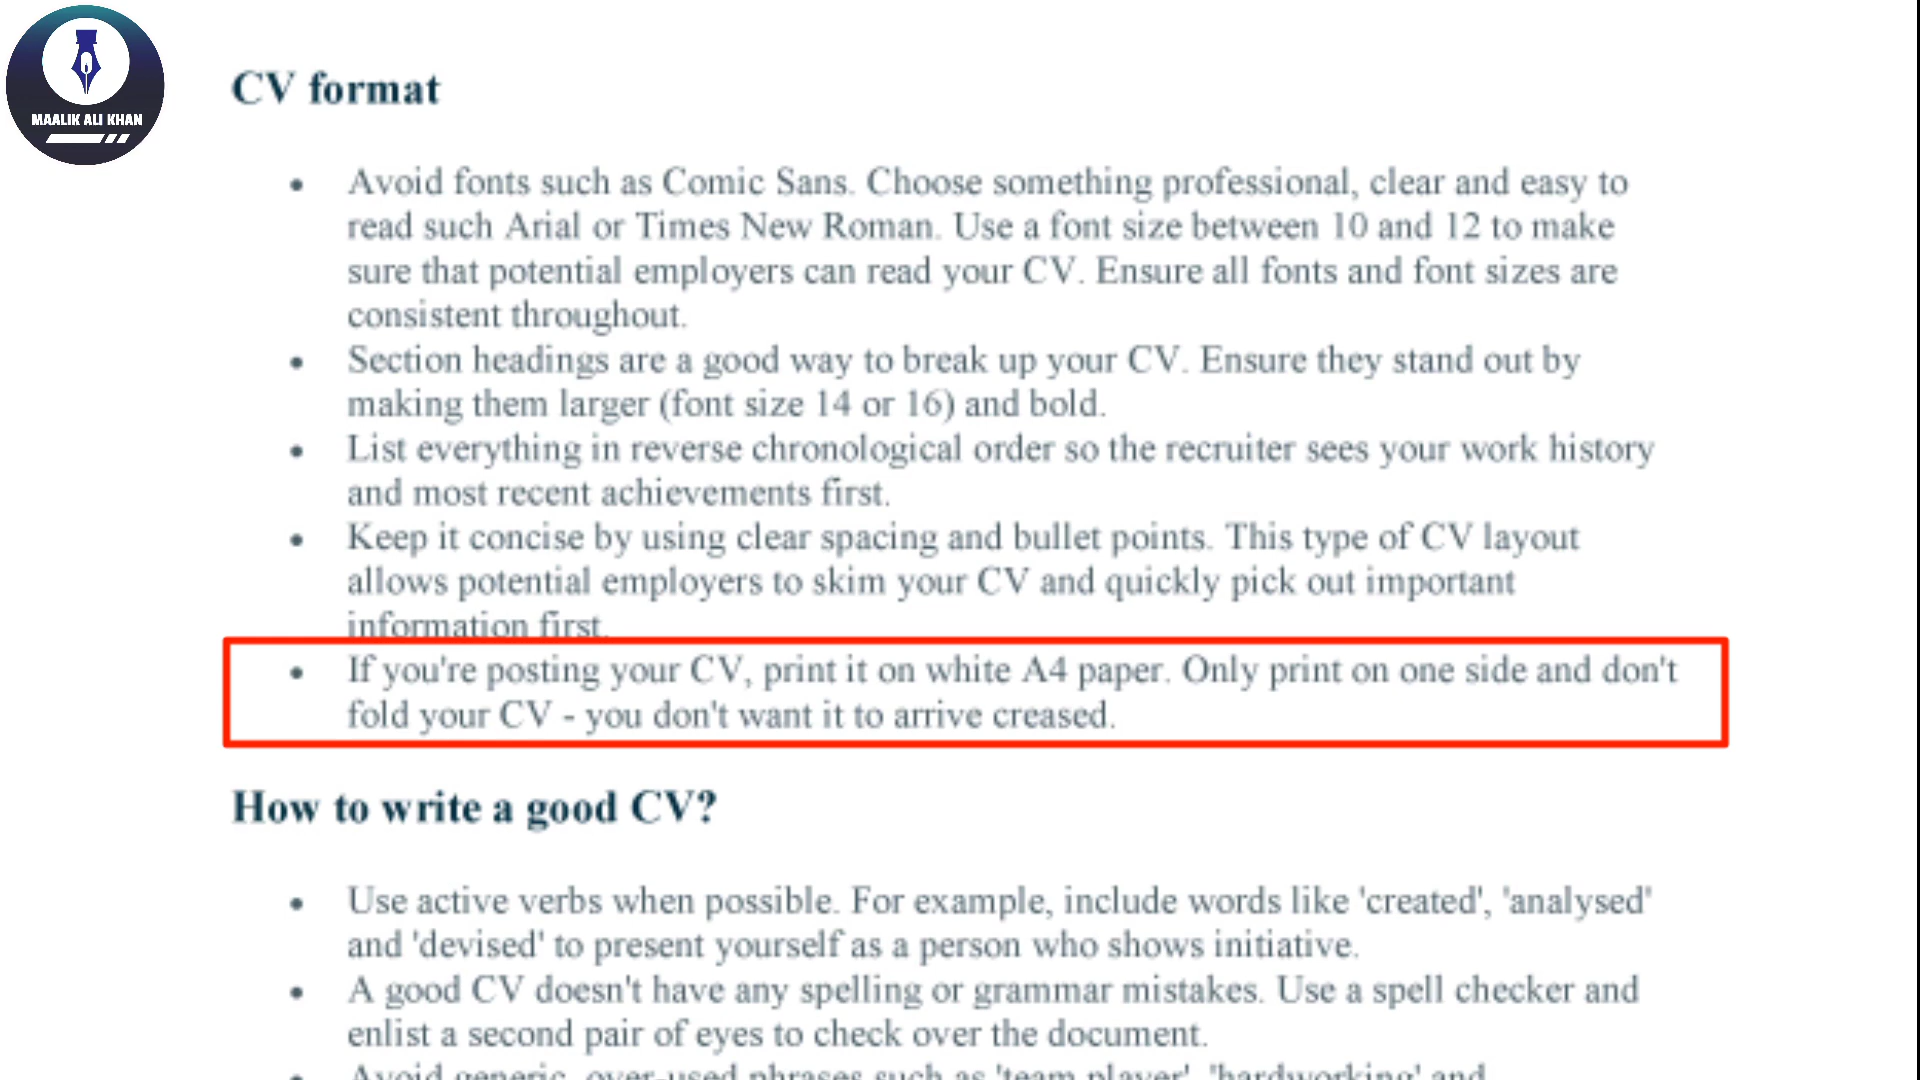 MAALIK ALI KHAN
CV format
• Avoid fonts such as Comic Sans. Choose something professional, clear and easy to
read such Arial or Times New Roman. Use a font size between 10 and 12 to make
sure that potential employers can read your CV. Ensure all fonts and font sizes are
consistent throughout.
• Section headings are a good way to break up your CV. Ensure they stand out by
making them larger (font size 14 or 16) and bold.
• List everything in reverse chronological order so the recruiter sees your work history
and most recent achievements first.
• Keep it concise by using clear spacing and bullet points. This type of CV layout
allows potential employers to skim your CV and quickly pick out important
information first.
• If you're posting your CV, print it on white A4 paper. Only print on one side and don't
fold your CV - you don't want it to arrive creased.
How to write a good CV?
• Use active verbs when possible. For example, include words like 'created', 'analysed'
and 'devised' to present yourself as a person who shows initiative.
• A good CV doesn't have any spelling or grammar mistakes. Use a spell checker and
enlist a second pair of eyes to check over the document.
• Avoid generic, over-used phrases such as 'team player', 'hardworking' and